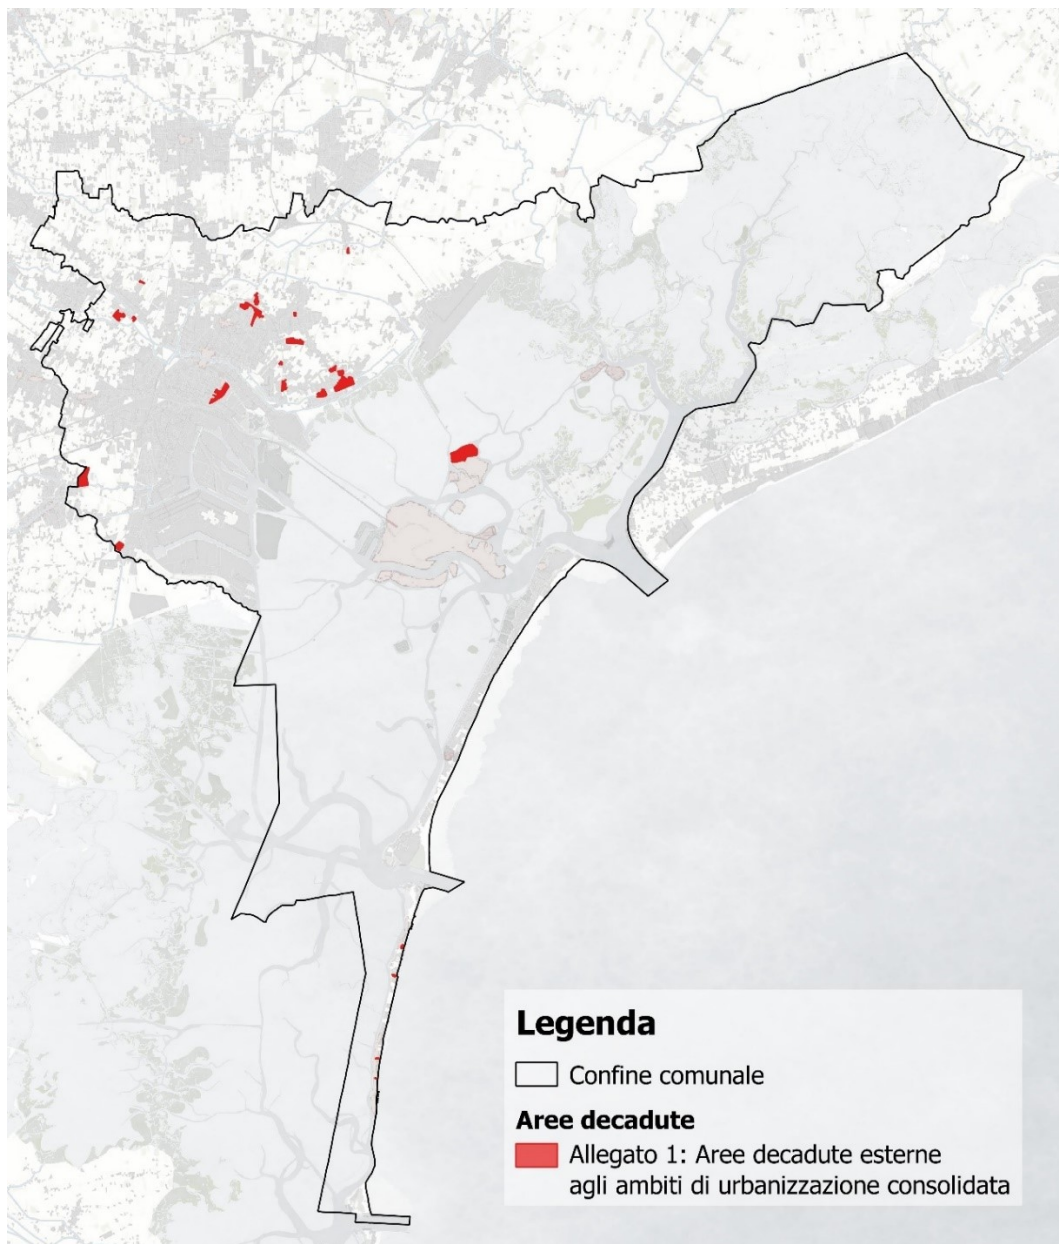 Legenda
Confine comunale
Aree decadute
Allegato 1: Aree decadute esterne
agli ambiti di urbanizzazione consolidata